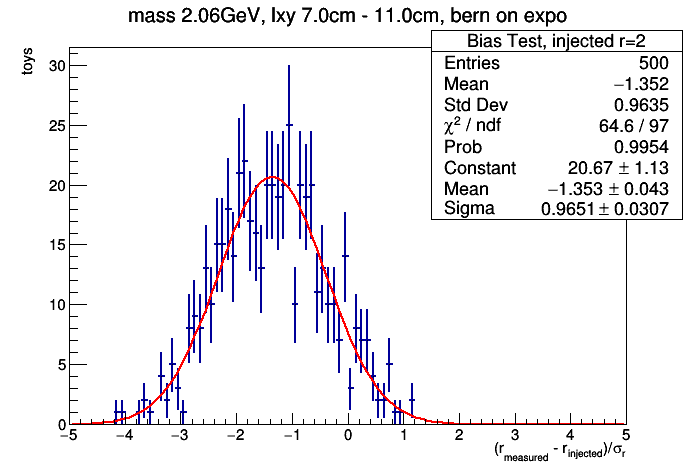 mass 2.06GeV, lxy 7.0cm - 11.0cm, bern on expo
toys
Bias Test, injected r=2
Entries 500
Mean −1.352
Std Dev 0.9635
χ² / ndf 64.6 / 97
Prob 0.9954
Constant 20.67 ± 1.13
Mean −1.353 ± 0.043
Sigma 0.9651 ± 0.0307
30
25
20
15
10
5
0
−5 −4 −3 −2 −1 0 1 2 3 4 5
(r_measured - r_injected)/σ_r